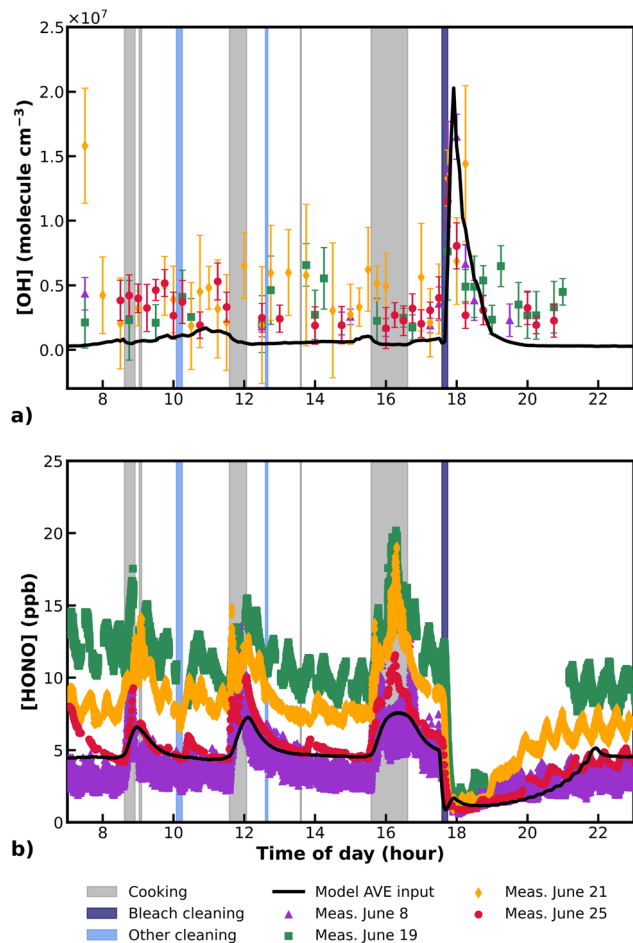 ×10⁷
2.0
1.5
1.0
0.5
0.0
[OH] (molecule cm⁻³)
8 10 12 14 16 18 20 22
a)
25
20
15
10
5
0
[HONO] (ppb)
8 10 12 14 16 18 20 22
b)
Time of day (hour)
Cooking
Bleach cleaning
Other cleaning
Model AVE input
Meas. June 8
Meas. June 19
Meas. June 21
Meas. June 25